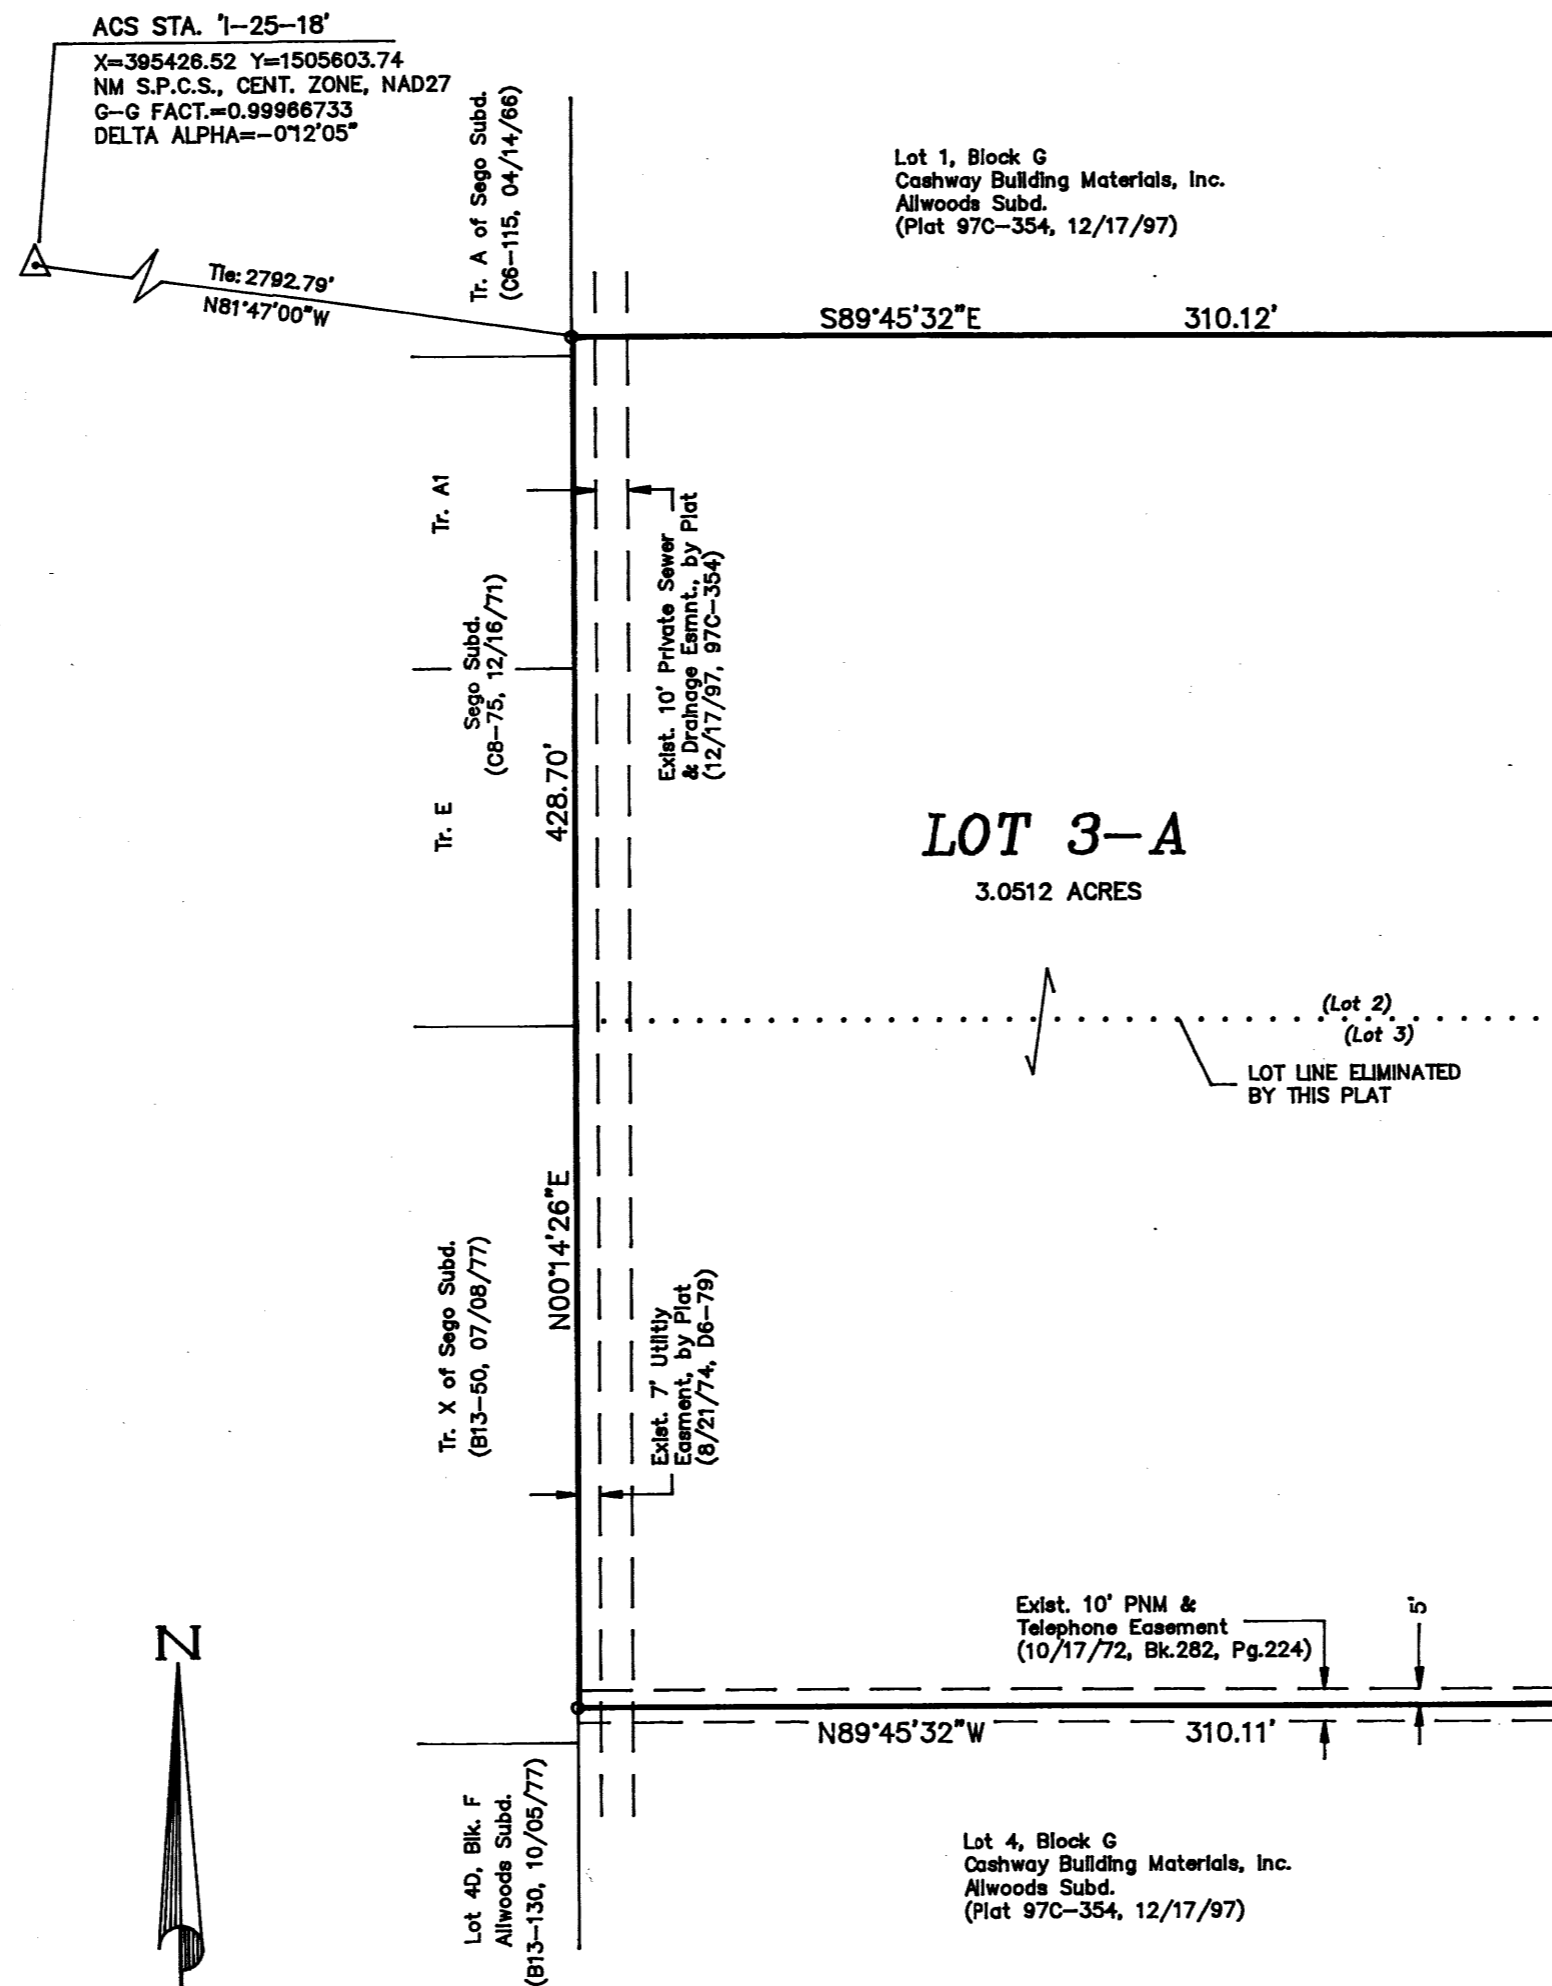 ACS STA. 'I-25-18'
X=395426.52 Y=1505603.74
NM S.P.C.S., CENT. ZONE, NAD27
G-G FACT.=0.99966733
DELTA ALPHA=-0°12'05"
Tr. A of Sego Subd.
(C6-115, 04/14/66)
Lot 1, Block G
Cashway Building Materials, Inc.
Allwoods Subd.
(Plat 97C-354, 12/17/97)
Tie: 2792.79'
N81°47'00"W
S89°45'32"E 310.12'
Tr. A1
Sego Subd.
(C8-75, 12/16/71)
Tr. E
428.70'
Exist. 10' Private Sewer
& Drainage Esmnt., by Plat
(12/17/97, 97C-354)
LOT 3-A
3.0512 ACRES
(Lot 2)
(Lot 3)
LOT LINE ELIMINATED
BY THIS PLAT
N00°14'26"E
Tr. X of Sego Subd.
(B13-50, 07/08/77)
Exist. 7' Utility
Easment, by Plat
(8/21/74, D6-79)
Exist. 10' PNM &
Telephone Easement
(10/17/72, Bk.282, Pg.224)
5'
N
N89°45'32"W 310.11'
Lot 4D, Blk. F
Allwoods Subd.
(B13-130, 10/05/77)
Lot 4, Block G
Cashway Building Materials, Inc.
Allwoods Subd.
(Plat 97C-354, 12/17/97)